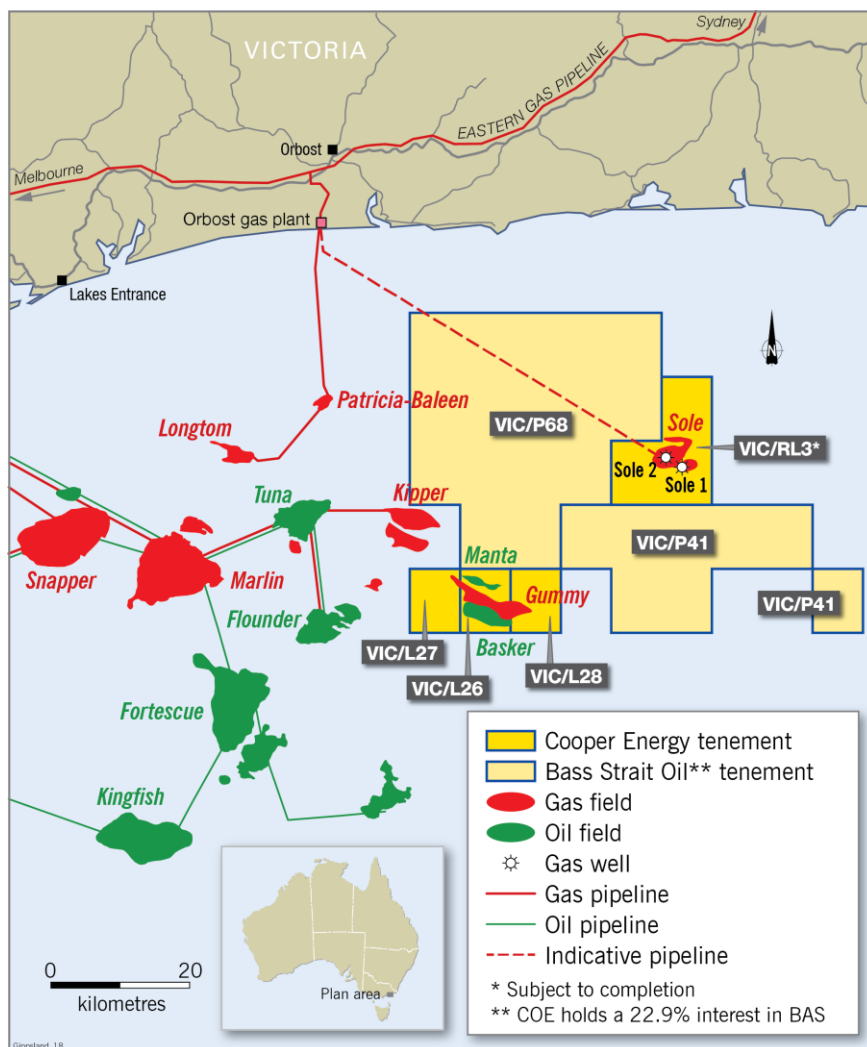 Sydney
VICTORIA
EASTERN GAS PIPELINE
Orbost
Melbourne
Orbost gas plant
Lakes Entrance
N
Patricia-Baleen
Longtom
VIC/P68
Sole
VIC/RL3*
Sole 2
Sole 1
Tuna
Kipper
VIC/P41
Manta
Snapper
Marlin
Gummy
VIC/P41
Flounder
Basker
VIC/L27
VIC/L26
VIC/L28
Fortescue
Kingfish
Cooper Energy tenement
Bass Strait Oil** tenement
Gas field
Oil field
Gas well
Gas pipeline
Oil pipeline
Indicative pipeline
* Subject to completion
** COE holds a 22.9% interest in BAS
0 20
kilometres
Plan area
Gippsland_18